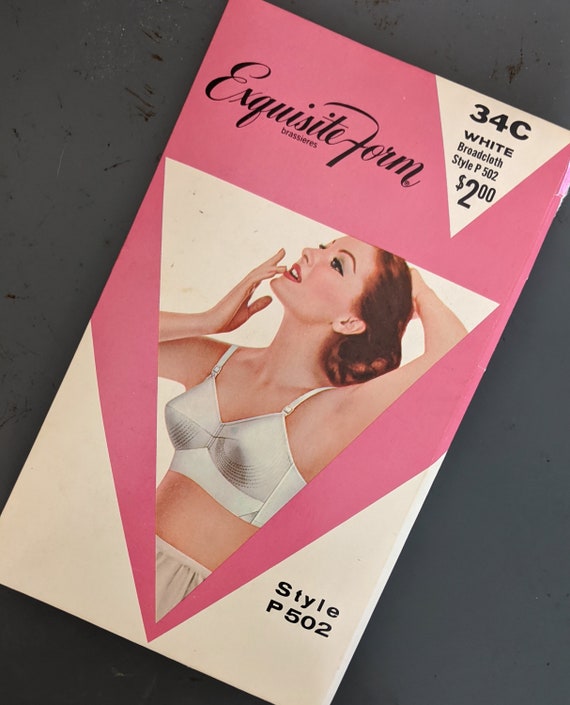 Exquisite Form
brassieres
34C
WHITE
Broadcloth
Style P 502
$2.00
Style
P502